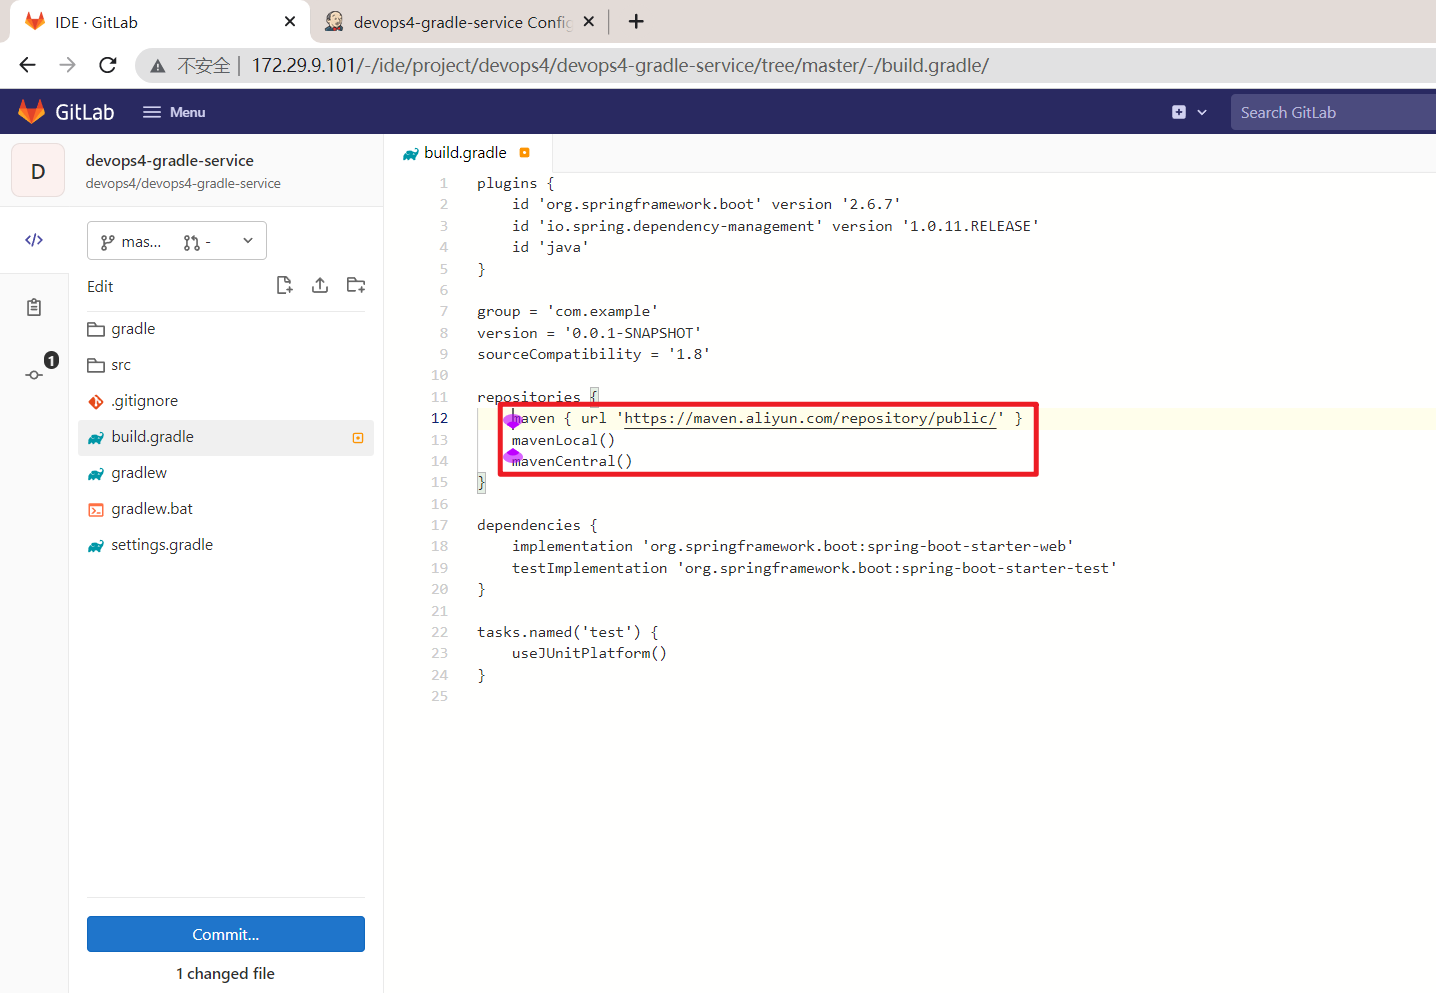 IDE · GitLab
devops4-gradle-service Config
不安全
172.29.9.101/-/ide/project/devops4/devops4-gradle-service/tree/master/-/build.gradle/
GitLab
Menu
Search GitLab
D
devops4-gradle-service
devops4/devops4-gradle-service
mas... -
Edit
gradle
src
1
.gitignore
build.gradle
gradlew
gradlew.bat
settings.gradle
Commit...
1 changed file
build.gradle
1 plugins {
2 id 'org.springframework.boot' version '2.6.7'
3 id 'io.spring.dependency-management' version '1.0.11.RELEASE'
4 id 'java'
5 }
6
7 group = 'com.example'
8 version = '0.0.1-SNAPSHOT'
9 sourceCompatibility = '1.8'
10
11 repositories {
12 maven { url 'https://maven.aliyun.com/repository/public/' }
13 mavenLocal()
14 mavenCentral()
15 }
16
17 dependencies {
18 implementation 'org.springframework.boot:spring-boot-starter-web'
19 testImplementation 'org.springframework.boot:spring-boot-starter-test'
20 }
21
22 tasks.named('test') {
23 useJUnitPlatform()
24 }
25